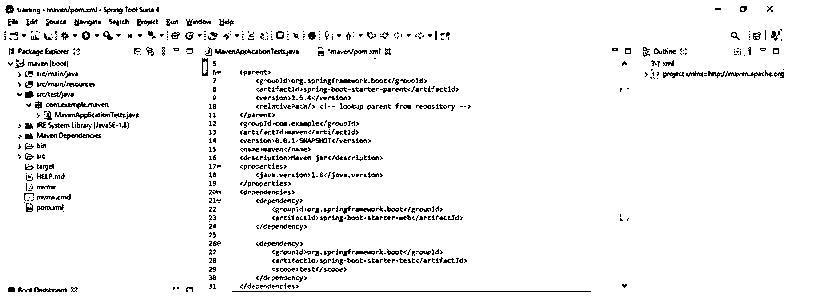 training - maven/pom.xml - Spring Tool Suite 4
File Edit Source Navigate Search Project Run Window Help
Package Explorer
maven [boot]
src/main/java
src/main/resources
src/test/java
com.example.maven
MavenApplicationTests.java
JRE System Library [JavaSE-1.8]
Maven Dependencies
bin
src
target
HELP.md
mvnw
mvnw.cmd
pom.xml
Boot Dashboard
MavenApplicationTests.java
*maven/pom.xml
5
6 <parent>
7 <groupId>org.springframework.boot</groupId>
8 <artifactId>spring-boot-starter-parent</artifactId>
9 <version>2.5.4</version>
10 <relativePath/> <!-- lookup parent from repository -->
11 </parent>
12 <groupId>com.example</groupId>
13 <artifactId>maven</artifactId>
14 <version>0.0.1-SNAPSHOT</version>
15 <name>maven</name>
16 <description>Maven jar</description>
17 <properties>
18 <java.version>1.8</java.version>
19 </properties>
20 <dependencies>
21 <dependency>
22 <groupId>org.springframework.boot</groupId>
23 <artifactId>spring-boot-starter-web</artifactId>
24 </dependency>
25
26 <dependency>
27 <groupId>org.springframework.boot</groupId>
28 <artifactId>spring-boot-starter-test</artifactId>
29 <scope>test</scope>
30 </dependency>
31 </dependencies>
Outline
?-? xml
project xmlns=http://maven.apache.org